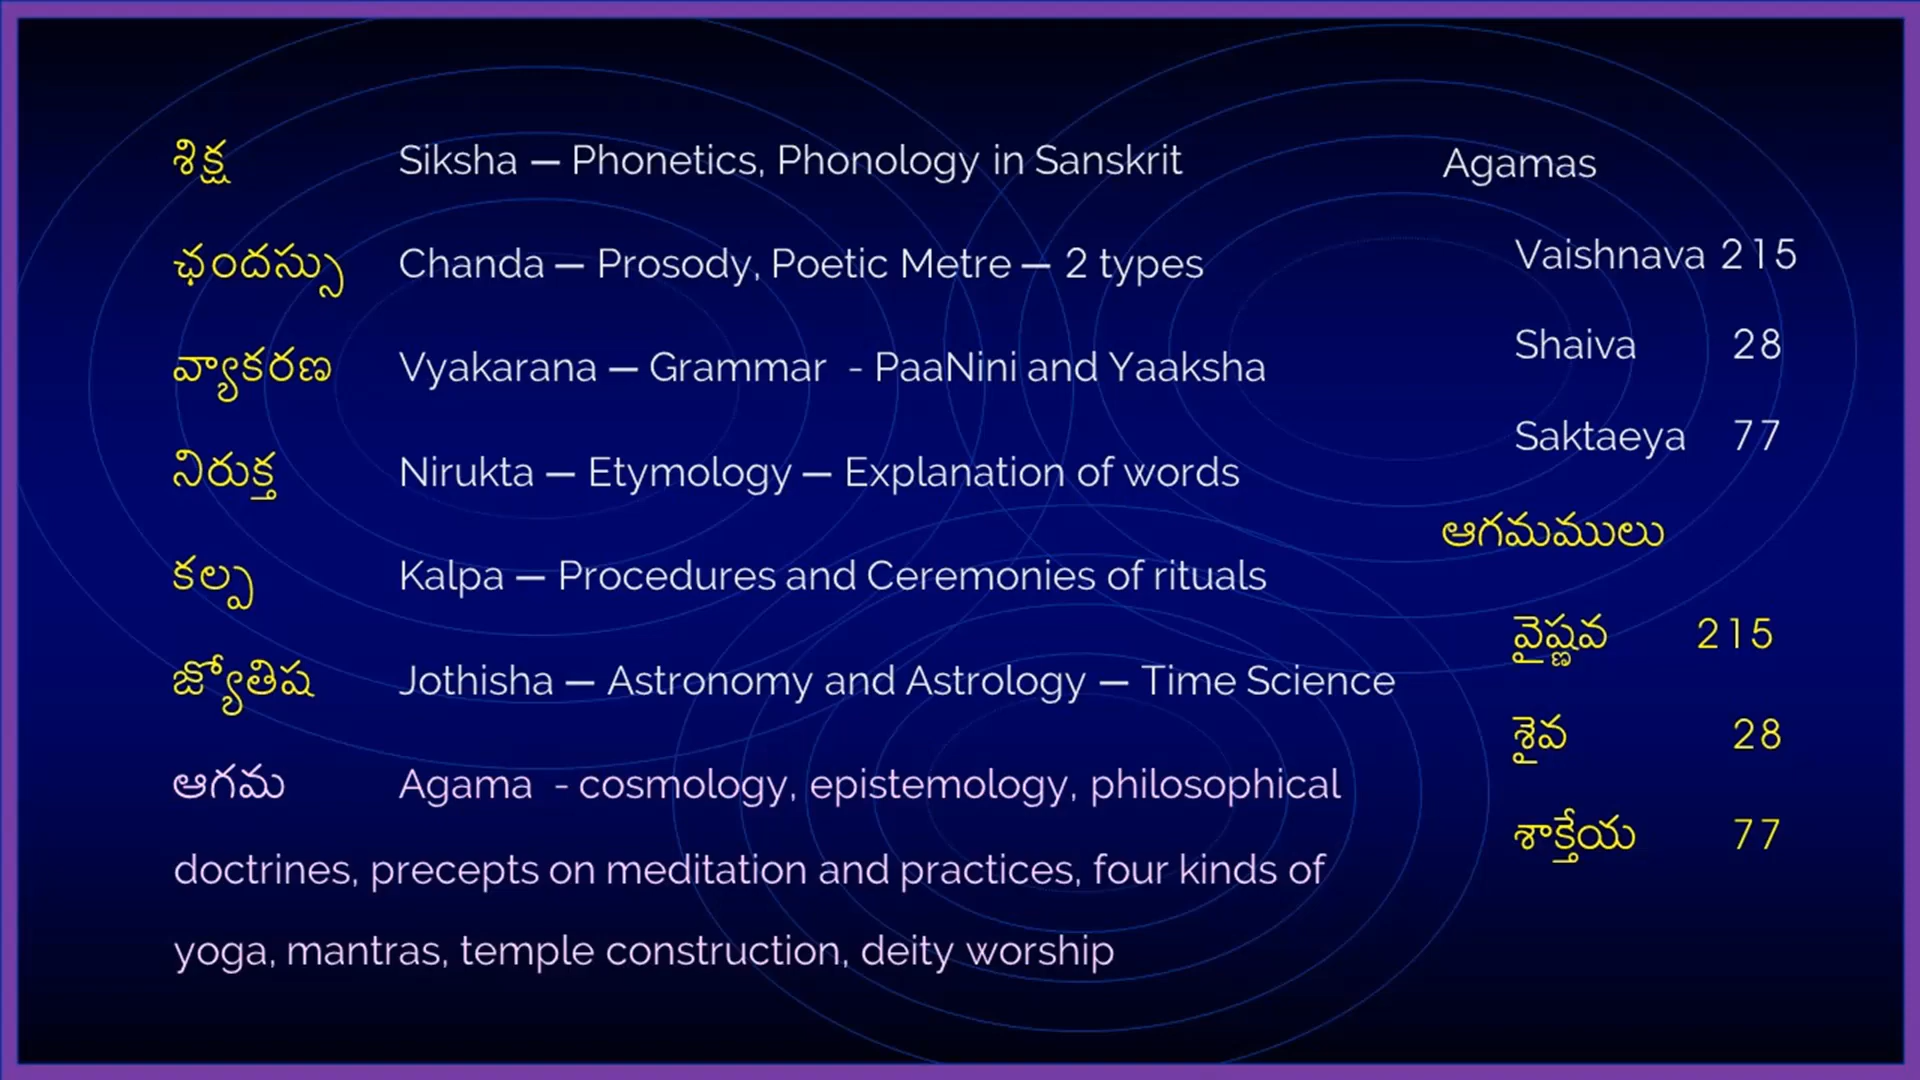 శిక్ష Siksha — Phonetics, Phonology in Sanskrit
ఛందస్సు Chanda — Prosody, Poetic Metre — 2 types
వ్యాకరణ Vyakarana — Grammar - PaaNini and Yaaksha
నిరుక్త Nirukta — Etymology — Explanation of words
కల్ప Kalpa — Procedures and Ceremonies of rituals
జ్యోతిష Jothisha — Astronomy and Astrology — Time Science
ఆగమ Agama - cosmology, epistemology, philosophical
doctrines, precepts on meditation and practices, four kinds of
yoga, mantras, temple construction, deity worship
Agamas
Vaishnava 215
Shaiva 28
Saktaeya 77
ఆగమములు
వైష్ణవ 215
శైవ 28
శాక్తేయ 77